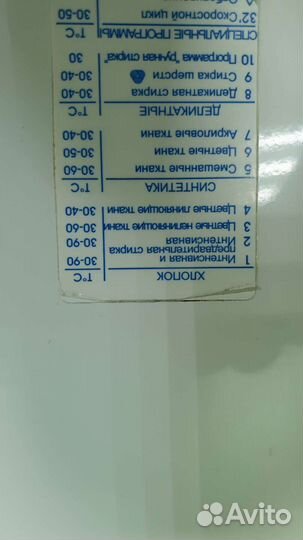 ХЛОПОК T°C
1 Интенсивная и
предварительная стирка 30-90
2 Интенсивная 30-90
3 Цветные нелиняющие ткани 30-60
4 Цветные линяющие ткани 30-40
СИНТЕТИКА T°C
5 Смешанные ткани 30-60
6 Цветные ткани 30-50
7 Акриловые ткани 30-40
ДЕЛИКАТНЫЕ
8 Деликатная стирка 30-40
9 Стирка шерсти 30-40
10 Программа "ручная стирка" 30
СПЕЦИАЛЬНЫЕ ПРОГРАММЫ T°C
32. Скоростной цикл 30-50
Avito